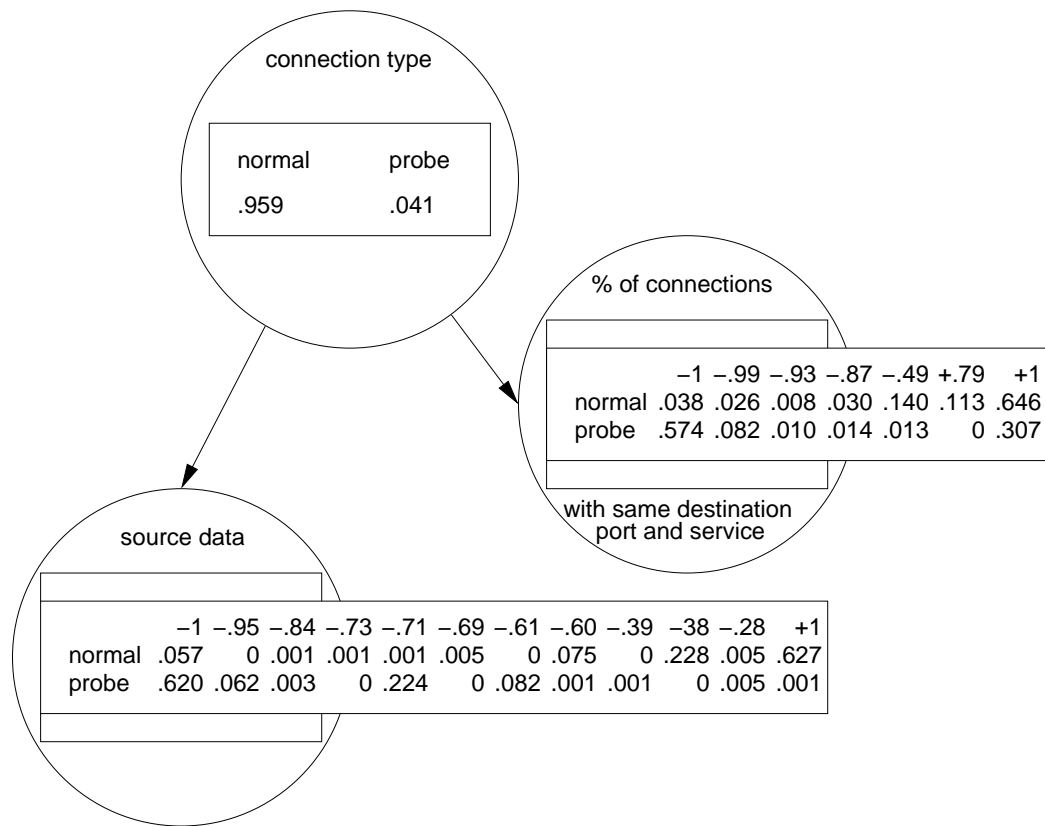 connection type
normal probe
.959 .041
% of connections
−1 −.99 −.93 −.87 −.49 +.79 +1
normal .038 .026 .008 .030 .140 .113 .646
probe .574 .082 .010 .014 .013 0 .307
with same destination
port and service
source data
−1 −.95 −.84 −.73 −.71 −.69 −.61 −.60 −.39 −38 −.28 +1
normal .057 0 .001 .001 .001 .005 0 .075 0 .228 .005 .627
probe .620 .062 .003 0 .224 0 .082 .001 .001 0 .005 .001